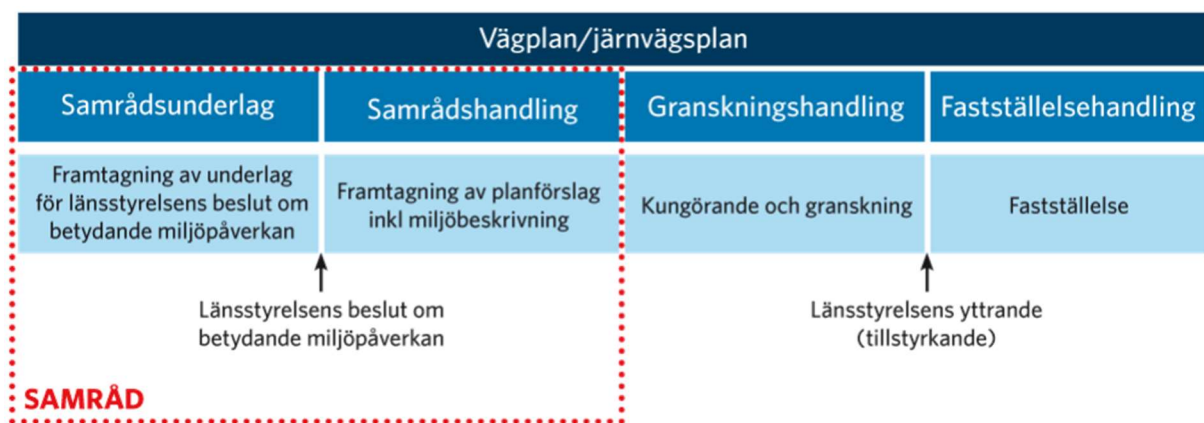 Vägplan/järnvägsplan
Samrådsunderlag
Samrådshandling
Granskningshandling
Fastställelsehandling
Framtagning av underlag
för länsstyrelsens beslut om
betydande miljöpåverkan
Framtagning av planförslag
inkl miljöbeskrivning
Kungörande och granskning
Fastställelse
Länsstyrelsens beslut om
betydande miljöpåverkan
Länsstyrelsens yttrande
(tillstyrkande)
SAMRÅD